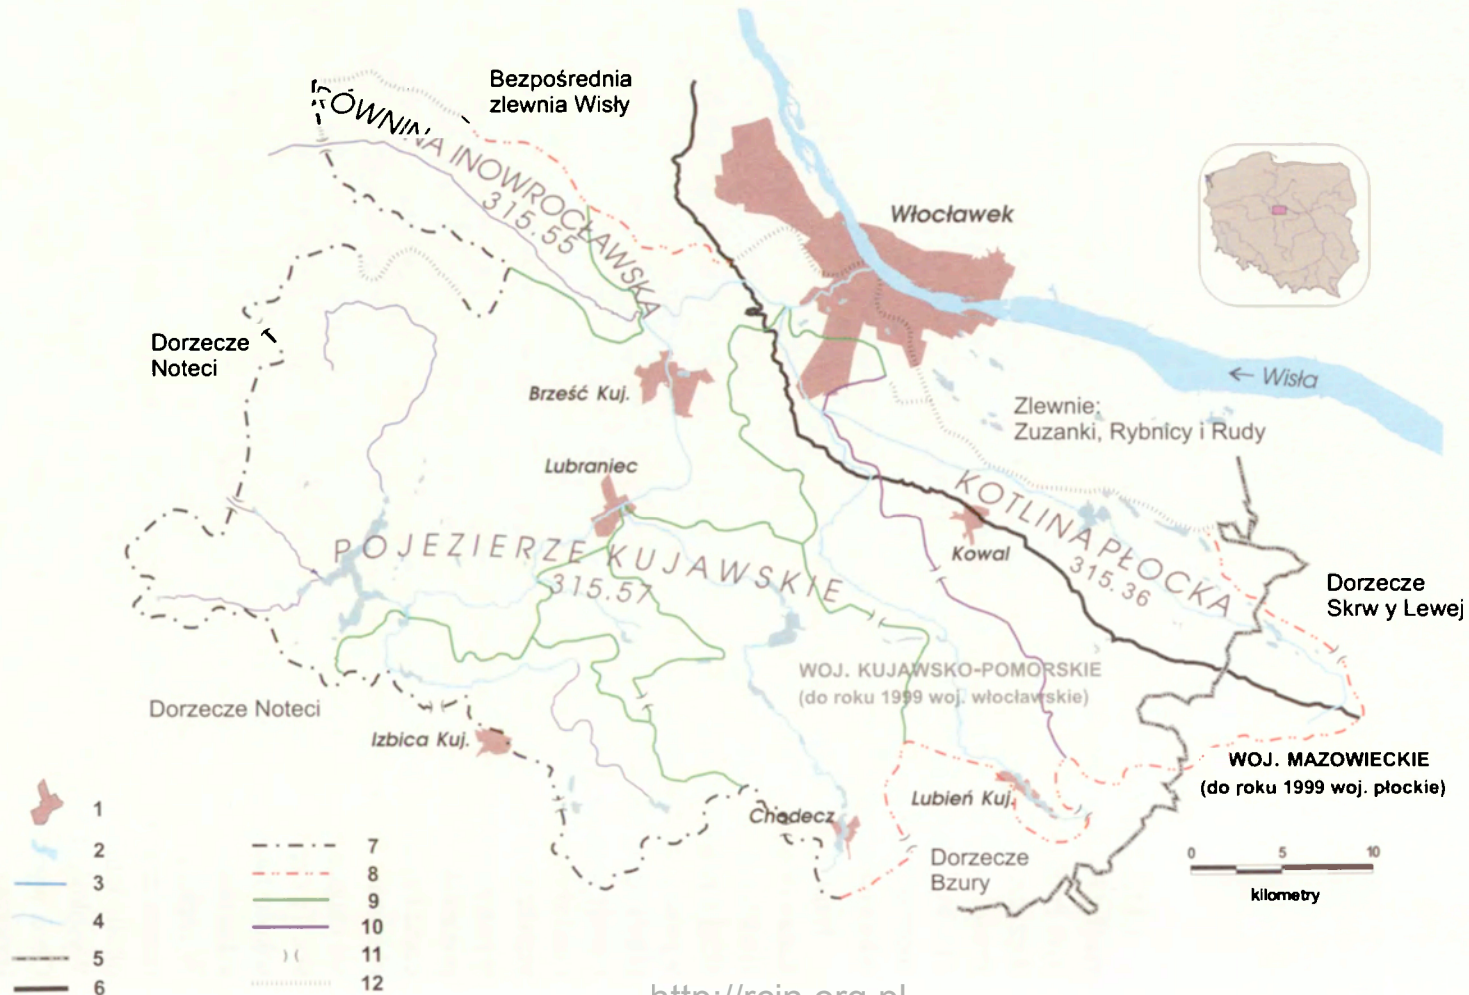 Bezpośrednia
zlewnia Wisły
ÓWNINA INOWROCŁAWSKA
315.55
Włocławek
Dorzecze
Noteci
← Wisła
Brześć Kuj.
Zlewnie:
Zuzanki, Rybnicy i Rudy
Lubraniec
KOTLINA PŁOCKA
315.36
POJEZIERZE KUJAWSKIE
315.57
Kowal
Dorzecze
Skrw y Lewej
WOJ. KUJAWSKO-POMORSKIE
(do roku 1999 woj. włocławskie)
Dorzecze Noteci
Izbica Kuj.
WOJ. MAZOWIECKIE
(do roku 1999 woj. płockie)
Lubień Kuj.
Chodecz
Dorzecze
Bzury
0 5 10
kilometry
1
2
3
4
5
6
7
8
9
10
11
12